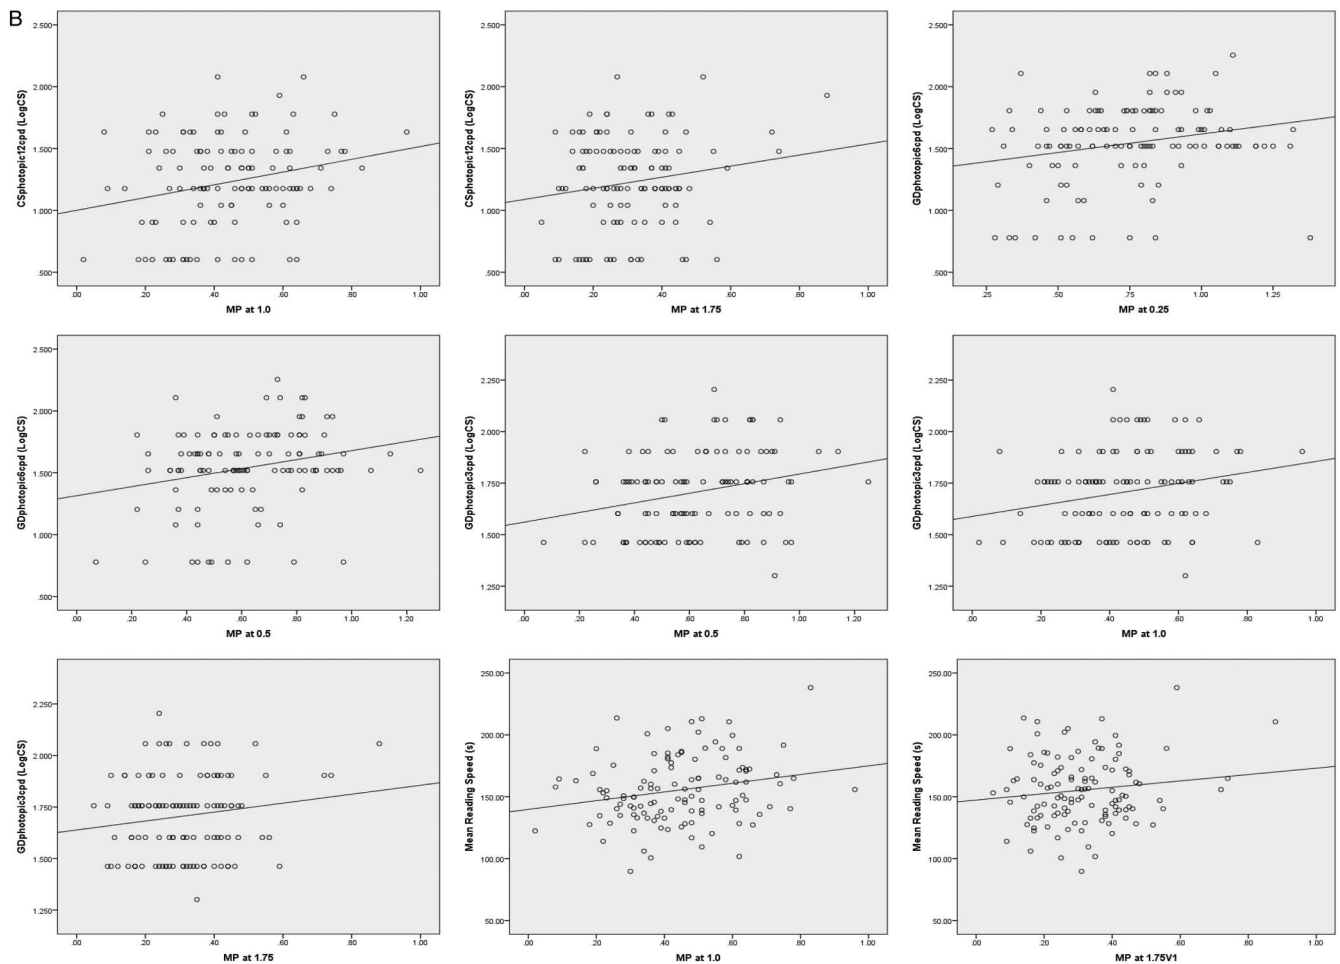 B
2.500
2.000
1.500
1.000
.500
CSphotopic12cpd (LogCS)
.00 .20 .40 .60 .80 1.00
MP at 1.0
2.500
2.000
1.500
1.000
.500
CSphotopic12cpd (LogCS)
.00 .20 .40 .60 .80 1.00
MP at 1.75
2.500
2.000
1.500
1.000
.500
GDphotopic6cpd (LogCS)
.25 .50 .75 1.00 1.25
MP at 0.25
2.500
2.000
1.500
1.000
.500
GDphotopic6cpd (LogCS)
.00 .20 .40 .60 .80 1.00 1.20
MP at 0.5
2.250
2.000
1.750
1.500
1.250
GDphotopic3cpd (LogCS)
.00 .20 .40 .60 .80 1.00 1.20
MP at 0.5
2.250
2.000
1.750
1.500
1.250
GDphotopic3cpd (LogCS)
.00 .20 .40 .60 .80 1.00
MP at 1.0
2.250
2.000
1.750
1.500
1.250
GDphotopic3cpd (LogCS)
.00 .20 .40 .60 .80 1.00
MP at 1.75
250.00
200.00
150.00
100.00
50.00
Mean Reading Speed (s)
.00 .20 .40 .60 .80 1.00
MP at 1.0
250.00
200.00
150.00
100.00
50.00
Mean Reading Speed (s)
.00 .20 .40 .60 .80 1.00
MP at 1.75V1